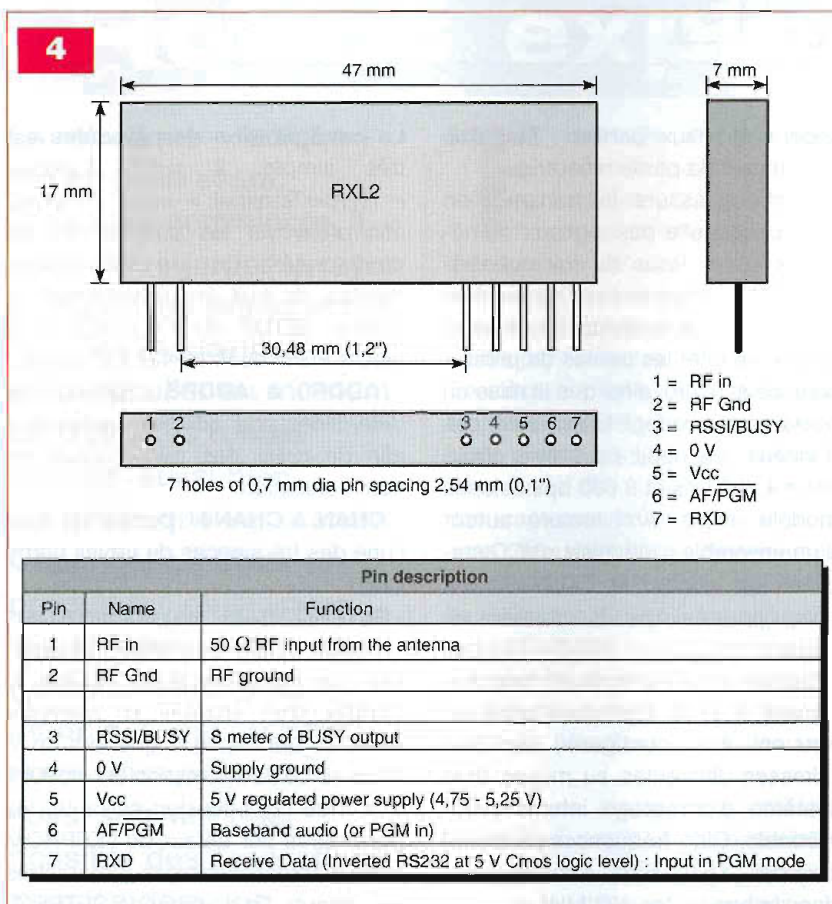 4
47 mm
7 mm
17 mm
RXL2
30,48 mm (1,2")
1 = RF in
2 = RF Gnd
3 = RSSI/BUSY
4 = 0 V
5 = Vcc
6 = AF/PGM
7 = RXD
1 2 3 4 5 6 7
7 holes of 0,7 mm dia pin spacing 2,54 mm (0,1")
Pin description
Pin Name Function
1 RF in 50 Ω RF input from the antenna
2 RF Gnd RF ground
3 RSSI/BUSY S meter of BUSY output
4 0 V Supply ground
5 Vcc 5 V regulated power supply (4,75 - 5,25 V)
6 AF/PGM Baseband audio (or PGM in)
7 RXD Receive Data (Inverted RS232 at 5 V Cmos logic level) : Input in PGM mode